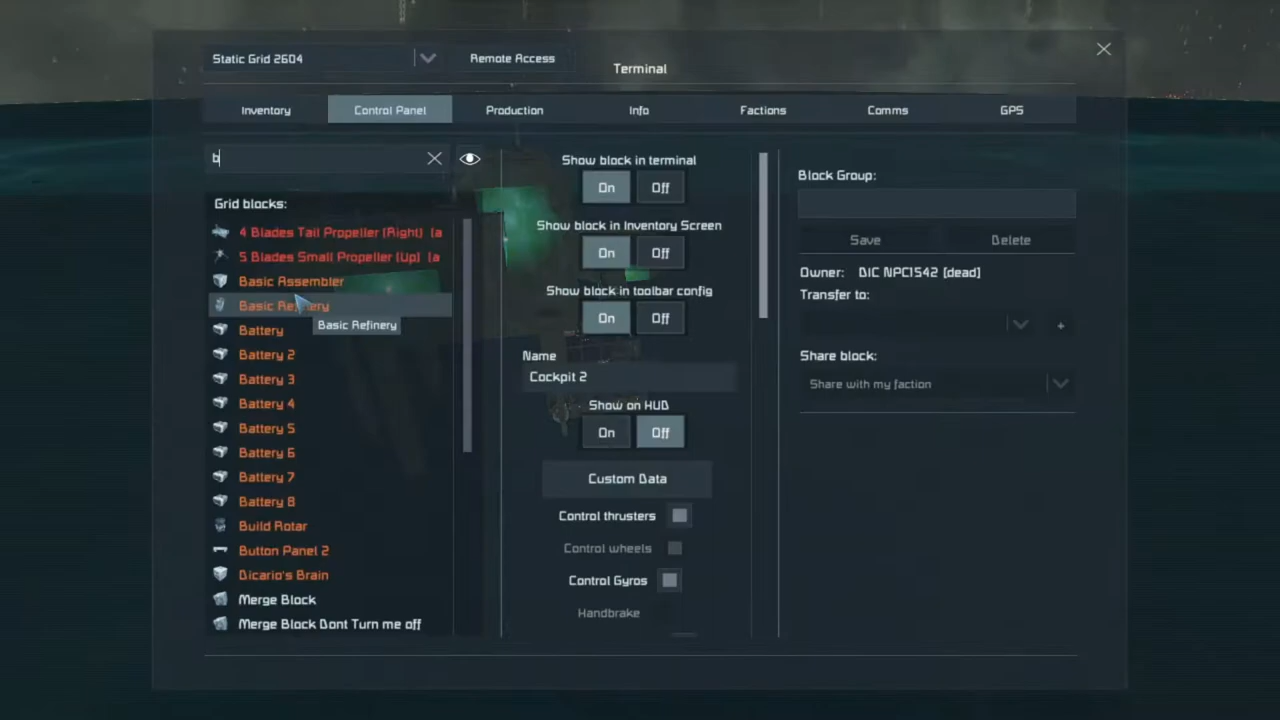 Static Grid 2604
Remote Access
Terminal
Inventory
Control Panel
Production
Info
Factions
Comms
GPS
b
Grid blocks:
4 Blades Tail Propeller (Right) (a
5 Blades Small Propeller (Up) (a
Basic Assembler
Basic Refinery
Basic Refinery
Battery
Battery 2
Battery 3
Battery 4
Battery 5
Battery 6
Battery 7
Battery 8
Build Rotar
Button Panel 2
Dicario's Brain
Merge Block
Merge Block Dont Turn me off
Show block in terminal
On Off
Show block in Inventory Screen
On Off
Show block in toolbar config
On Off
Name
Cockpit 2
Show on HUD
On Off
Custom Data
Control thrusters
Control wheels
Control Gyros
Handbrake
Block Group:
Save
Delete
Owner: DIC NPC1542 [dead]
Transfer to:
+
Share block:
Share with my faction